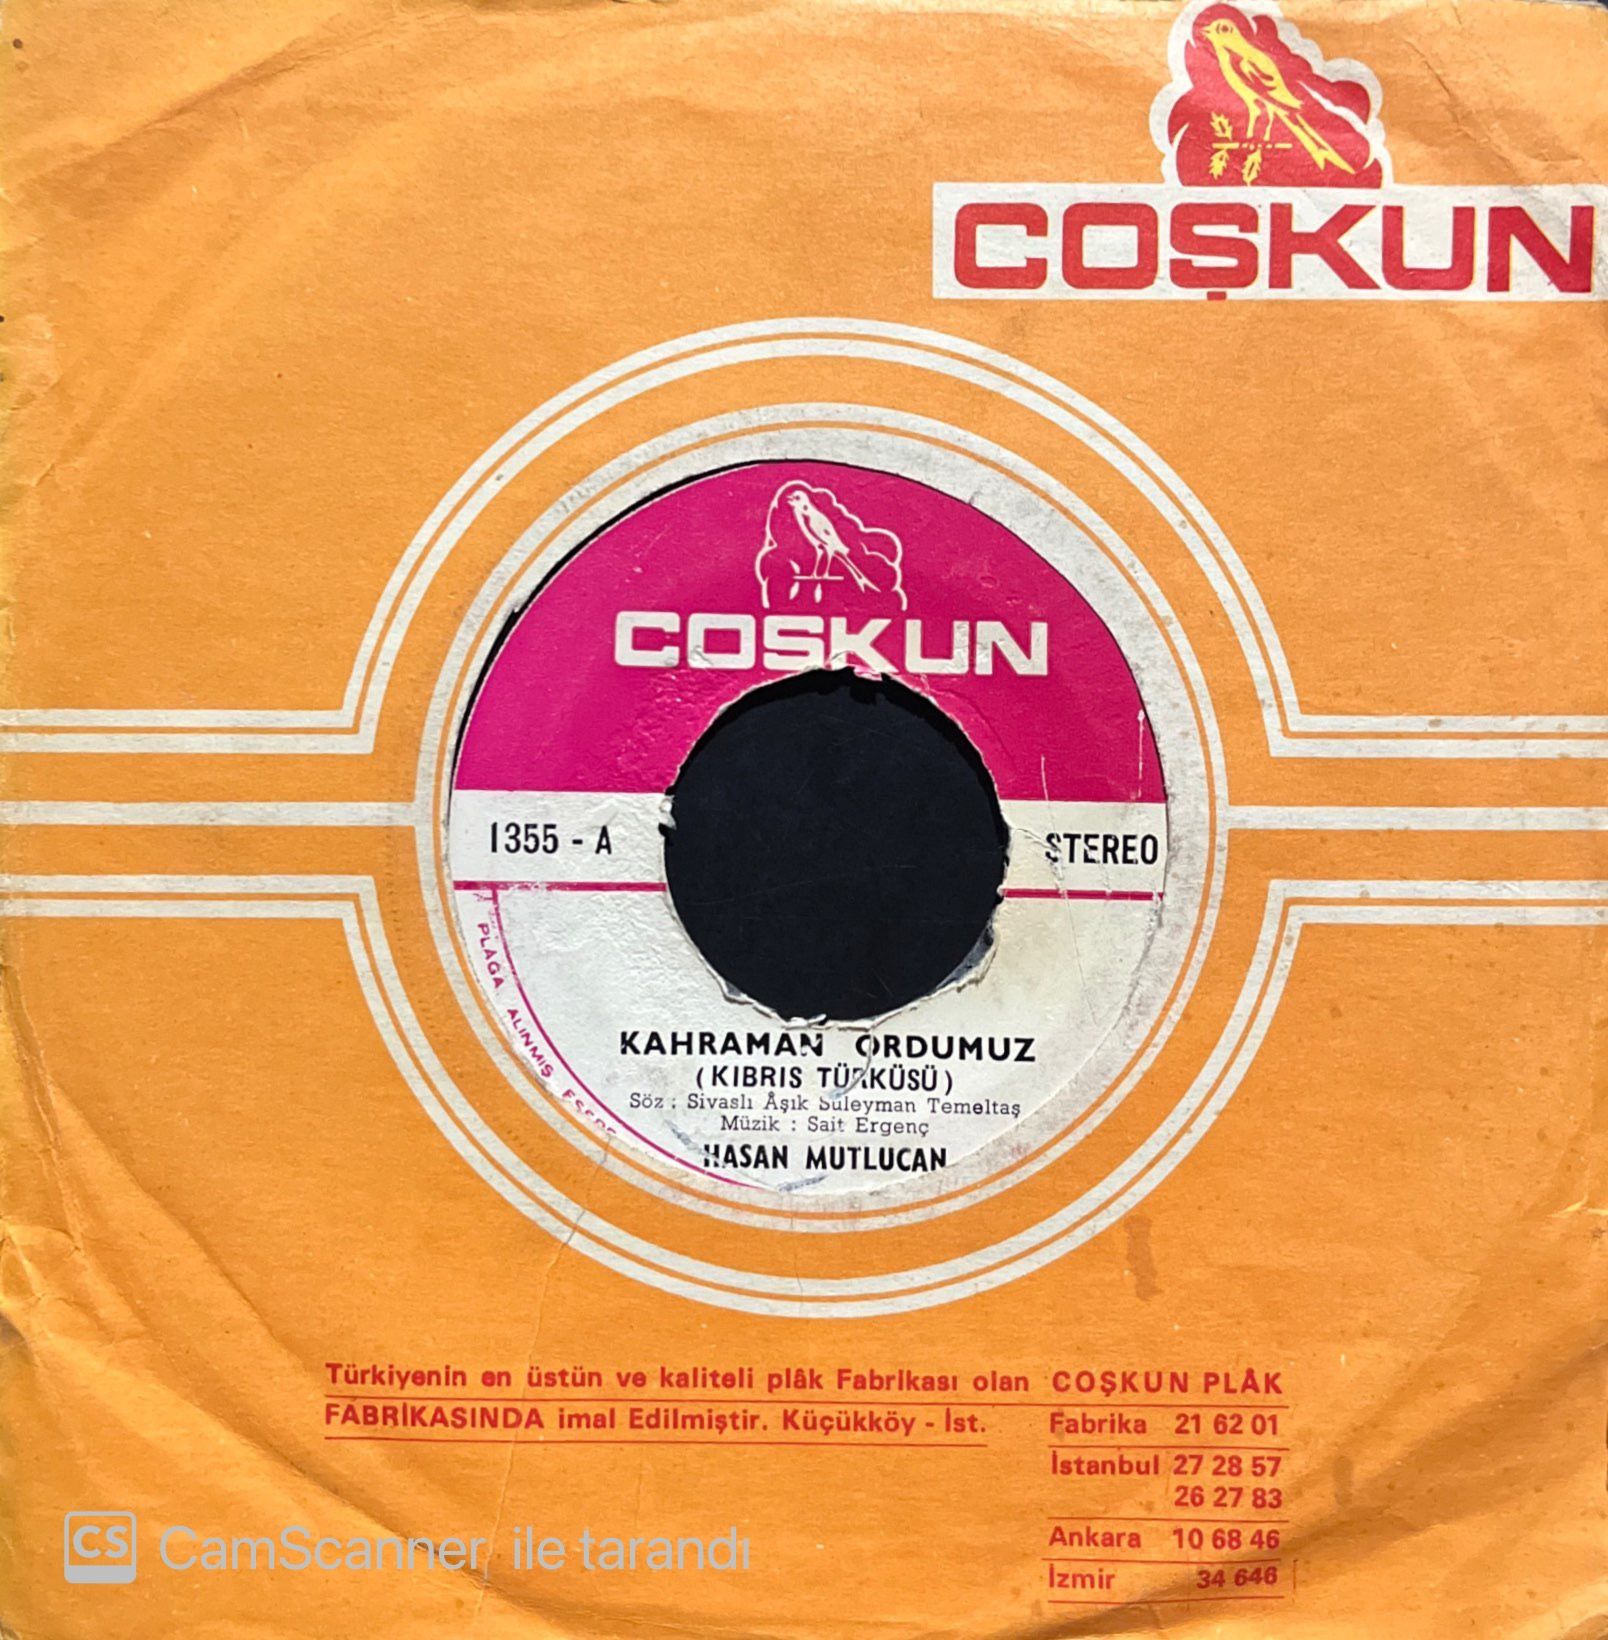 COŞKUN
COŞKUN
1355 - A
STEREO
PLAĞA ALINMIŞ
KAHRAMAN ORDUMUZ
(KIBRIS TÜRKÜSÜ)
Söz : Sivaslı Âşık Süleyman Temeltaş
Müzik : Sait Ergenç
HASAN MUTLUCAN
Türkiyenin en üstün ve kaliteli plâk Fabrikası olan COŞKUN PLÂK
FABRİKASINDA imal Edilmiştir. Küçükköy - İst.
Fabrika 21 62 01
İstanbul 27 28 57
26 27 83
Ankara 10 68 46
İzmir 34 646
CS CamScanner ile tarandı